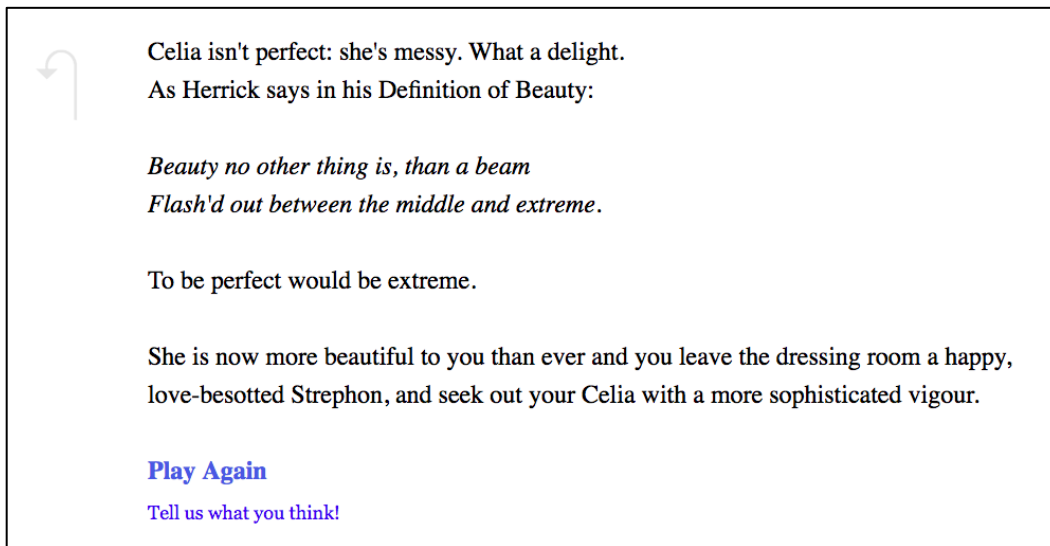 Celia isn't perfect: she's messy. What a delight.
As Herrick says in his Definition of Beauty:
Beauty no other thing is, than a beam
Flash'd out between the middle and extreme.
To be perfect would be extreme.
She is now more beautiful to you than ever and you leave the dressing room a happy,
love-besotted Strephon, and seek out your Celia with a more sophisticated vigour.
Play Again
Tell us what you think!